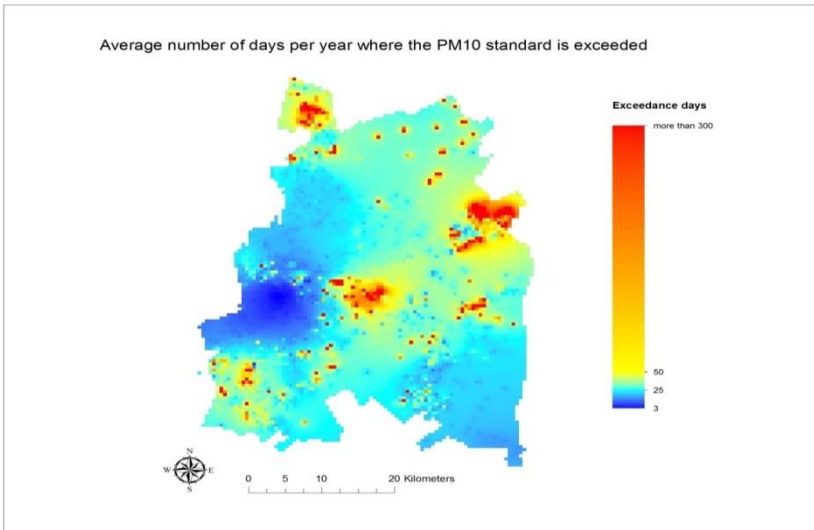 Average number of days per year where the PM10 standard is exceeded
Exceedance days
more than 300
50
25
3
N
W E
S
0 5 10 20 Kilometers